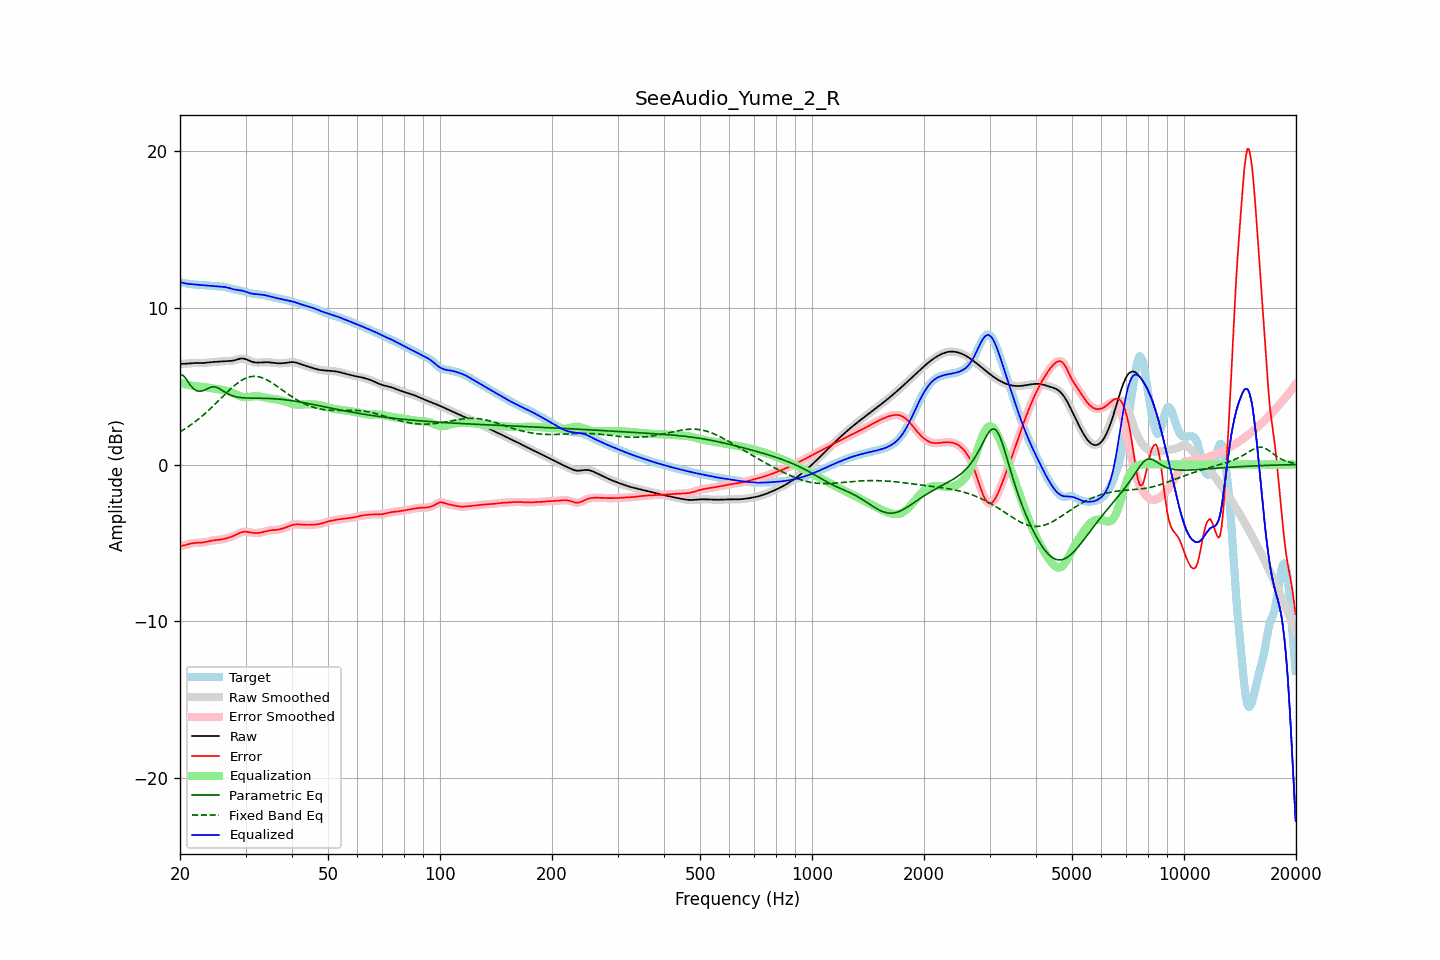 SeeAudio_Yume_2_R
20
10
0
−10
−20
Amplitude (dBr)
Target
Raw Smoothed
Error Smoothed
Raw
Error
Equalization
Parametric Eq
Fixed Band Eq
Equalized
20 50 100 200 500 1000 2000 5000 10000 20000
Frequency (Hz)